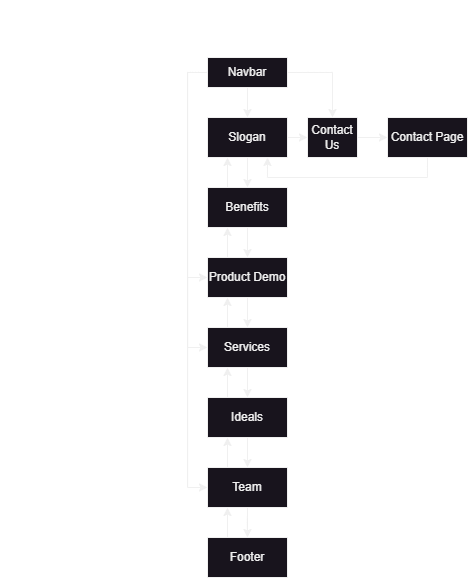 Navbar
Slogan
Contact
Us
Contact Page
Benefits
Product Demo
Services
Ideals
Team
Footer